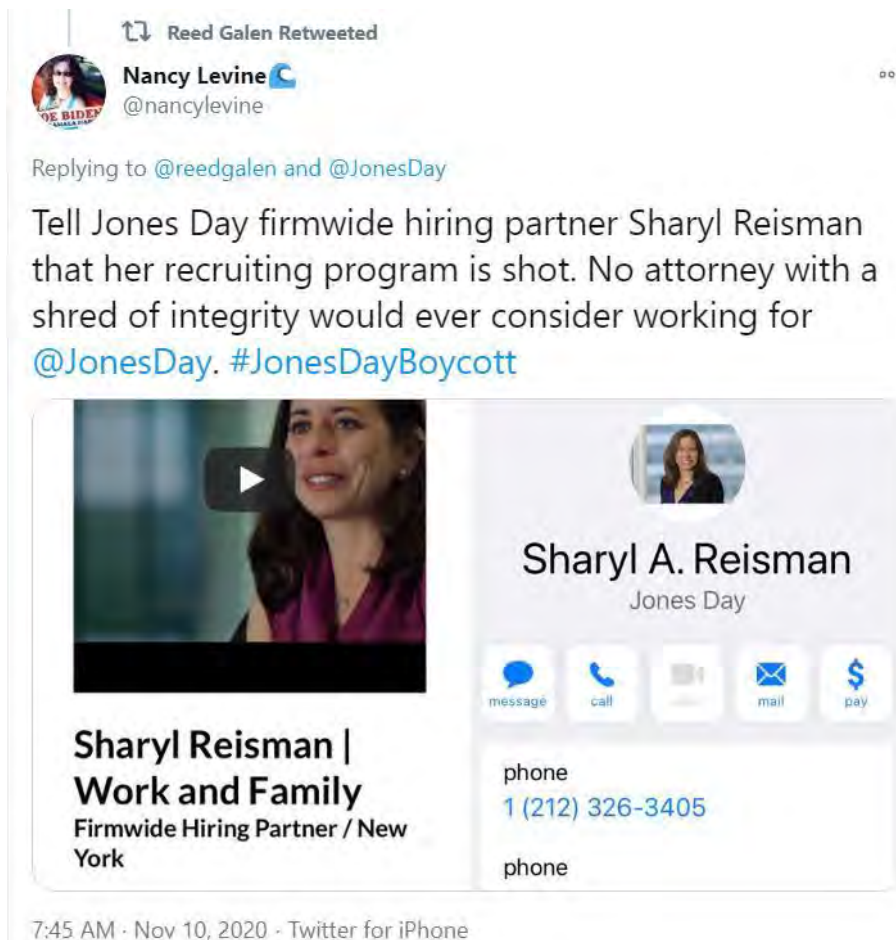 Reed Galen Retweeted
Nancy Levine🌊
@nancylevine
Replying to @reedgalen and @JonesDay
Tell Jones Day firmwide hiring partner Sharyl Reisman
that her recruiting program is shot. No attorney with a
shred of integrity would ever consider working for
@JonesDay. #JonesDayBoycott
Sharyl Reisman |
Work and Family
Firmwide Hiring Partner / New
York
Sharyl A. Reisman
Jones Day
message call mail pay
phone
1 (212) 326-3405
phone
7:45 AM · Nov 10, 2020 · Twitter for iPhone